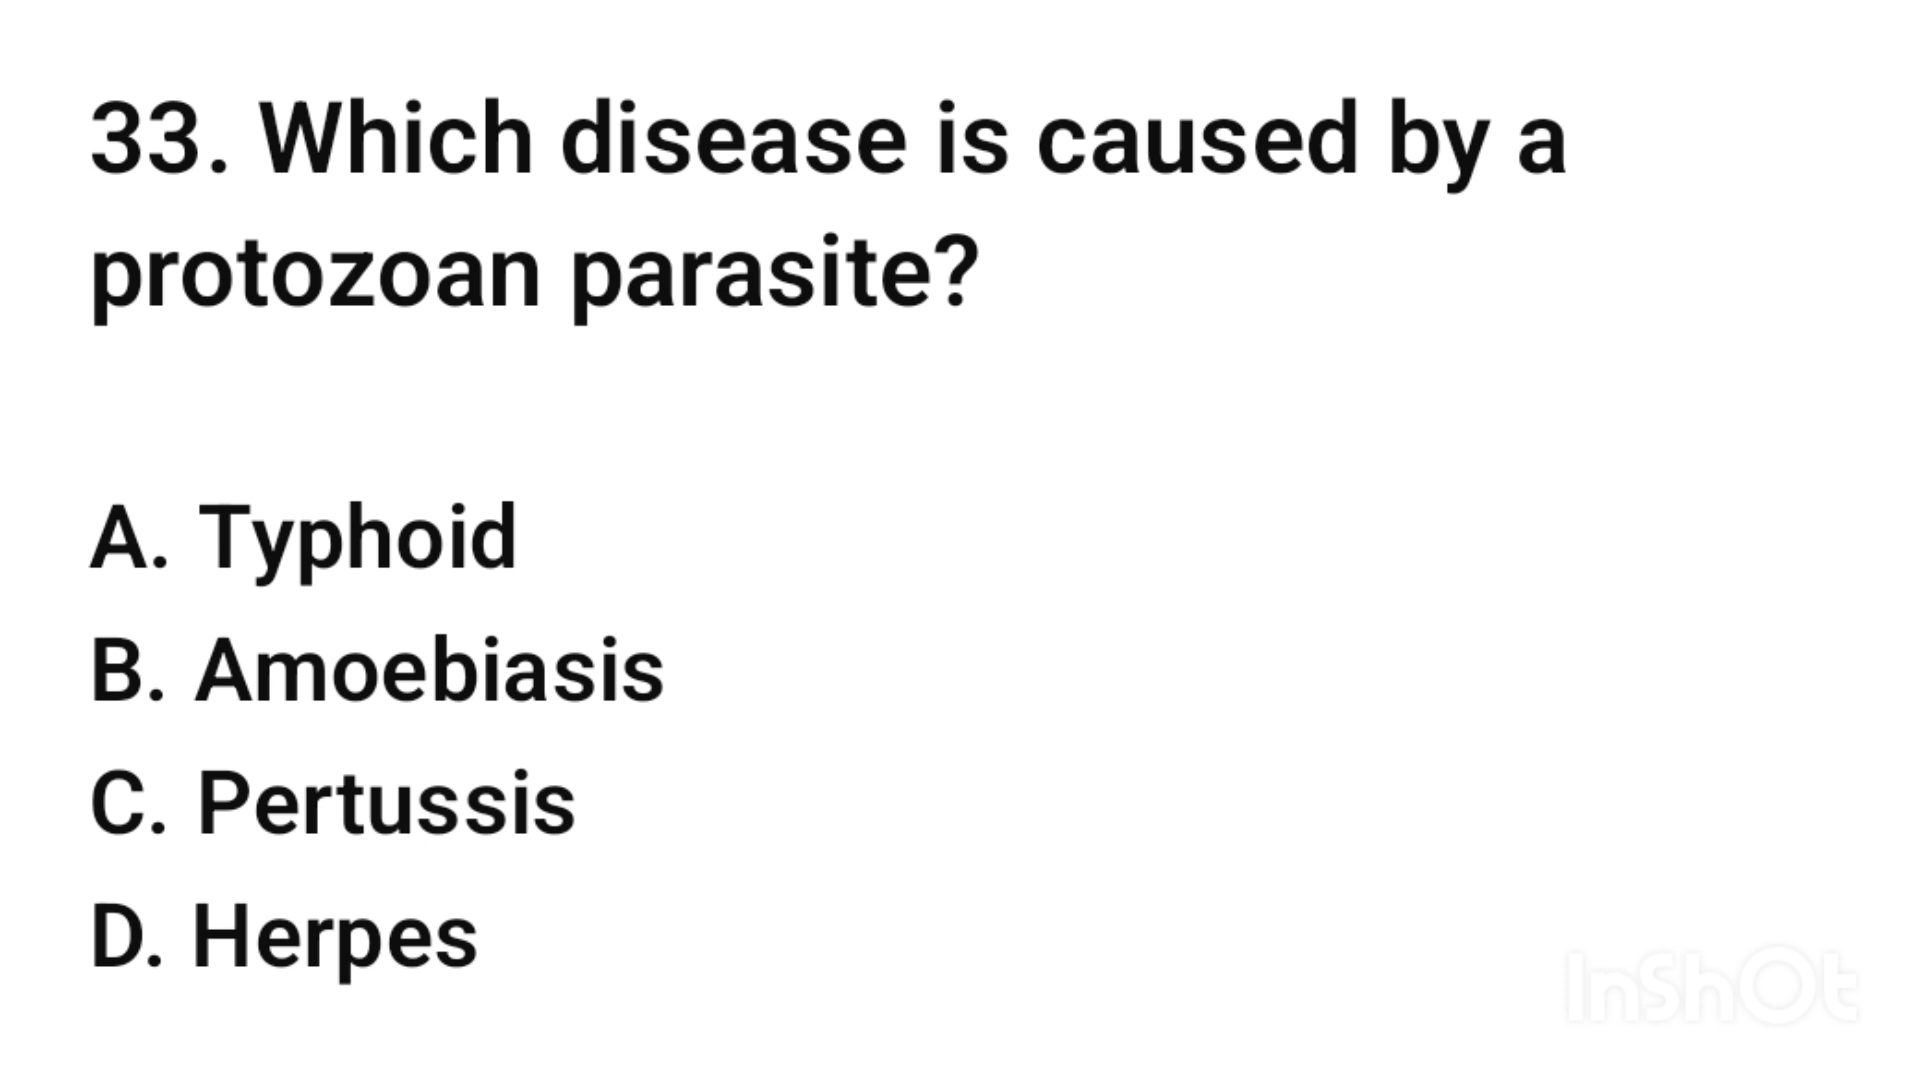 33. Which disease is caused by a
protozoan parasite?
A. Typhoid
B. Amoebiasis
C. Pertussis
D. Herpes
InShOt